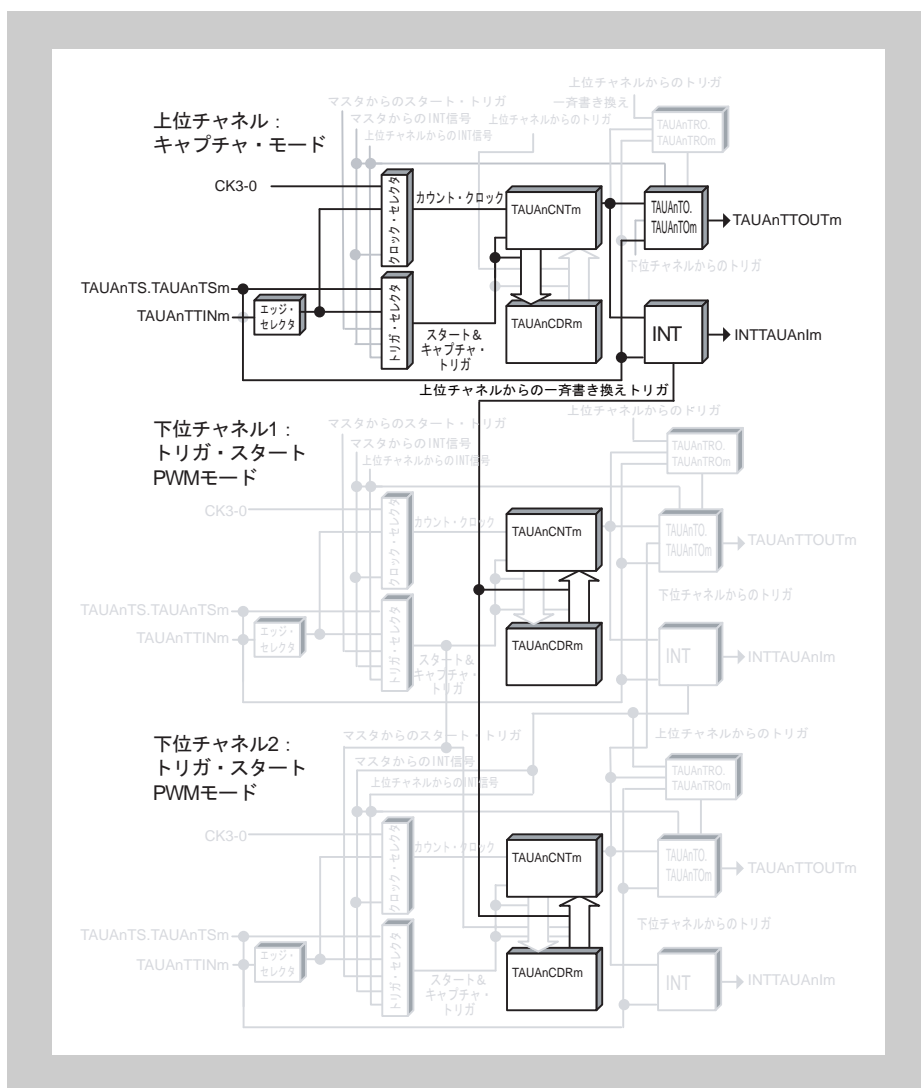 上位チャネルからのトリガ
マスタからのスタート・トリガ
一斉書き換え
マスタからのINT信号
上位チャネルからのトリガ
上位チャネルからのINT信号
TAUAnTRO.
TAUAnTROm
上位チャネル：
キャプチャ・モード
CK3-0
クロック・セレクタ
カウント・クロック
TAUAnCNTm
TAUAnTO.
TAUAnTOm
TAUAnTTOUTm
下位チャネルからのトリガ
TAUAnTS.TAUAnTSm
TAUAnTTINm
エッジ・
セレクタ
トリガ・セレクタ
スタート&
キャプチャ・
トリガ
TAUAnCDRm
INT
INTTAUAnIm
上位チャネルからの一斉書き換えトリガ
上位チャネルからのトリガ
下位チャネル1：
トリガ・スタート
PWMモード
マスタからのスタート・トリガ
マスタからのINT信号
上位チャネルからのINT信号
TAUAnTRO.
TAUAnTROm
CK3-0
クロック・セレクタ
カウント・クロック
TAUAnCNTm
TAUAnTO.
TAUAnTOm
TAUAnTTOUTm
下位チャネルからのトリガ
TAUAnTS.TAUAnTSm
TAUAnTTINm
エッジ・
セレクタ
トリガ・セレクタ
スタート&
キャプチャ・
トリガ
TAUAnCDRm
INT
INTTAUAnIm
下位チャネル2：
トリガ・スタート
PWMモード
マスタからのスタート・トリガ
上位チャネルからのトリガ
マスタからのINT信号
上位チャネルからのINT信号
TAUAnTRO.
TAUAnTROm
CK3-0
クロック・セレクタ
カウント・クロック
TAUAnCNTm
TAUAnTO.
TAUAnTOm
TAUAnTTOUTm
下位チャネルからのトリガ
TAUAnTS.TAUAnTSm
TAUAnTTINm
エッジ・
セレクタ
トリガ・セレクタ
スタート&
キャプチャ・
トリガ
TAUAnCDRm
INT
INTTAUAnIm